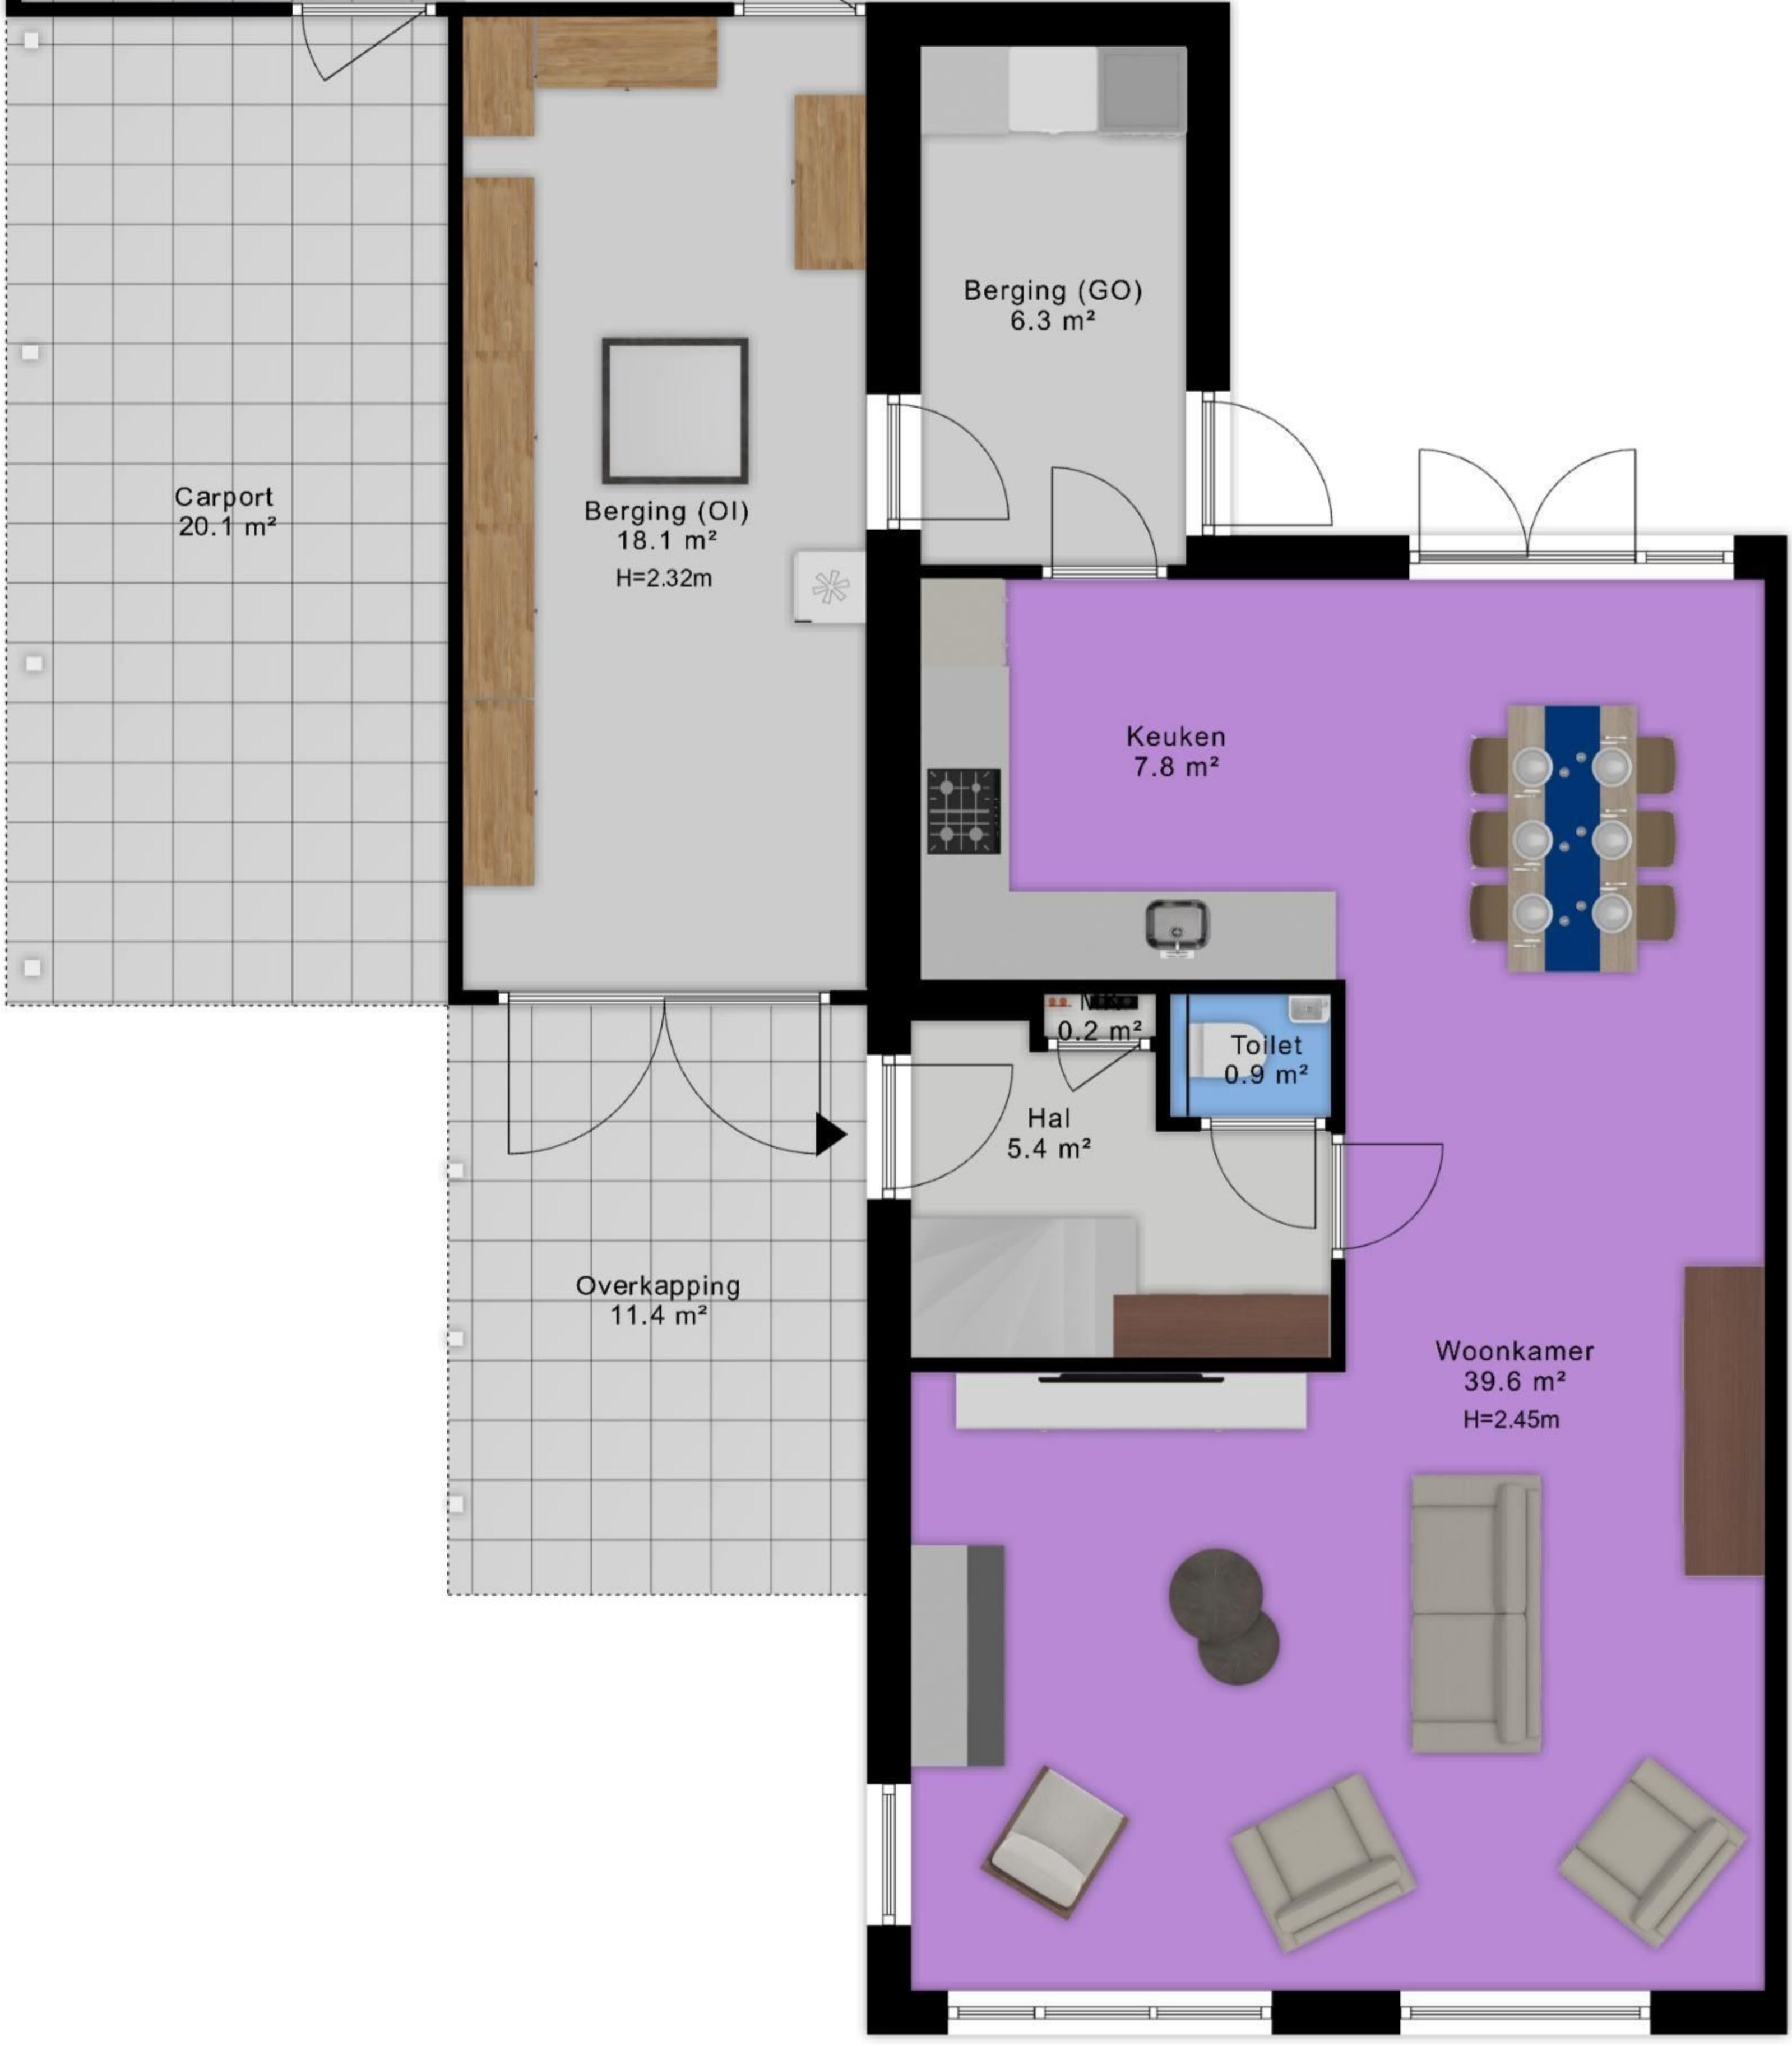 Berging (GO)
6.3 m²
Carport
20.1 m²
Berging (OI)
18.1 m²
H=2.32m
Keuken
7.8 m²
0.2 m²
Toilet
0.9 m²
Hal
5.4 m²
Overkapping
11.4 m²
Woonkamer
39.6 m²
H=2.45m